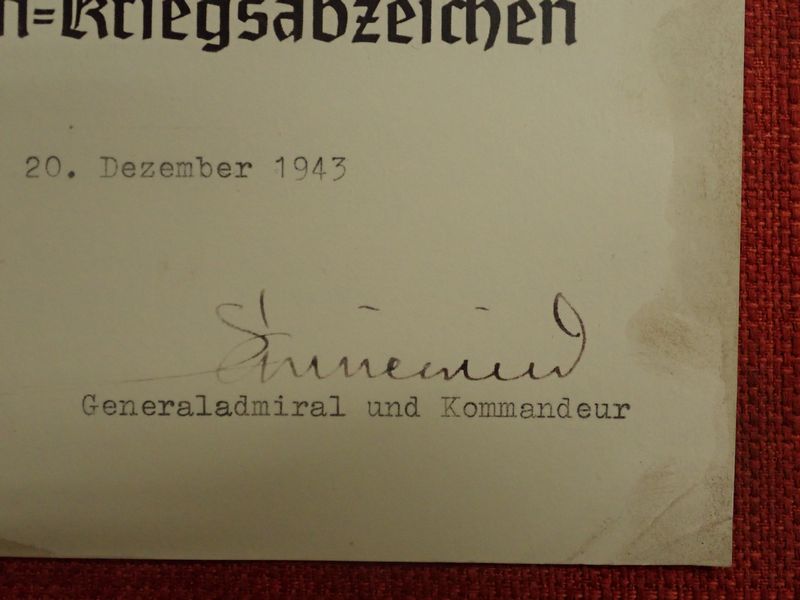 n=Kriegsabzeichen
20. Dezember 1943
Generaladmiral und Kommandeur